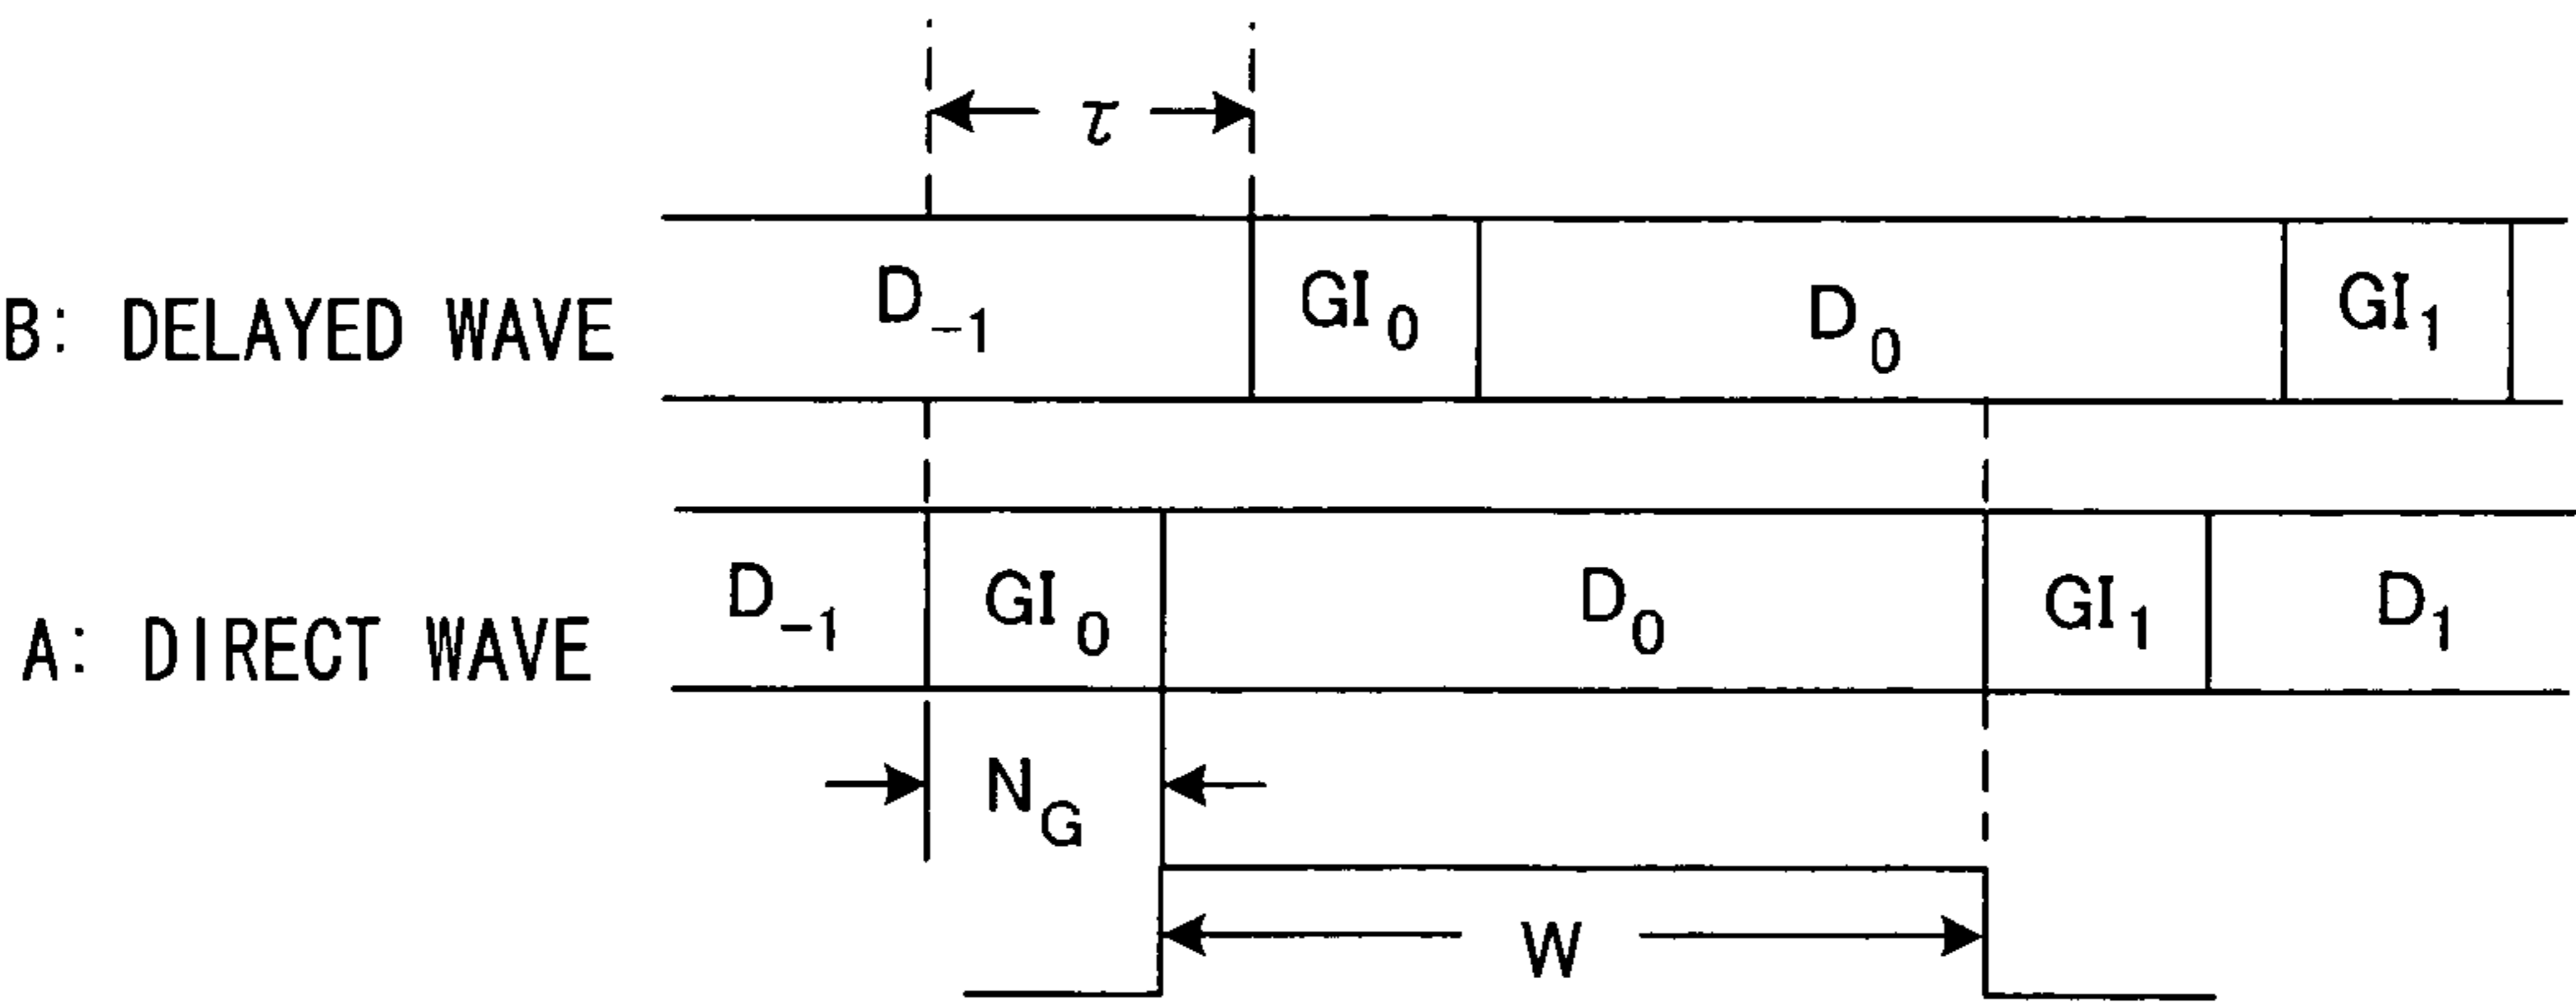 τ
B: DELAYED WAVE D₋₁ GI₀ D₀ GI₁
A: DIRECT WAVE D₋₁ GI₀ D₀ GI₁ D₁
N_G
W